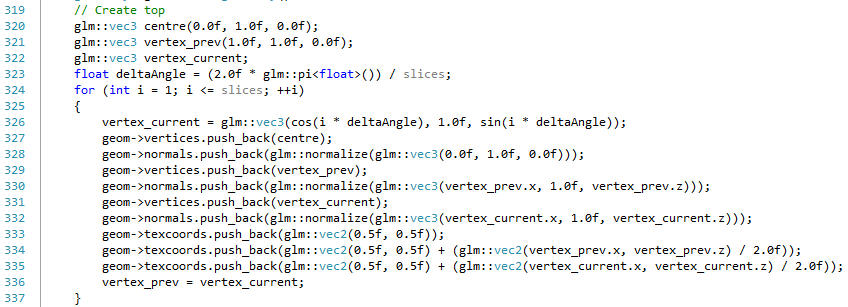 319 // Create top
320 glm::vec3 centre(0.0f, 1.0f, 0.0f);
321 glm::vec3 vertex_prev(1.0f, 1.0f, 0.0f);
322 glm::vec3 vertex_current;
323 float deltaAngle = (2.0f * glm::pi<float>()) / slices;
324 for (int i = 1; i <= slices; ++i)
325 {
326 vertex_current = glm::vec3(cos(i * deltaAngle), 1.0f, sin(i * deltaAngle));
327 geom->vertices.push_back(centre);
328 geom->normals.push_back(glm::normalize(glm::vec3(0.0f, 1.0f, 0.0f)));
329 geom->vertices.push_back(vertex_prev);
330 geom->normals.push_back(glm::normalize(glm::vec3(vertex_prev.x, 1.0f, vertex_prev.z)));
331 geom->vertices.push_back(vertex_current);
332 geom->normals.push_back(glm::normalize(glm::vec3(vertex_current.x, 1.0f, vertex_current.z)));
333 geom->texcoords.push_back(glm::vec2(0.5f, 0.5f));
334 geom->texcoords.push_back(glm::vec2(0.5f, 0.5f) + (glm::vec2(vertex_prev.x, vertex_prev.z) / 2.0f));
335 geom->texcoords.push_back(glm::vec2(0.5f, 0.5f) + (glm::vec2(vertex_current.x, vertex_current.z) / 2.0f));
336 vertex_prev = vertex_current;
337 }